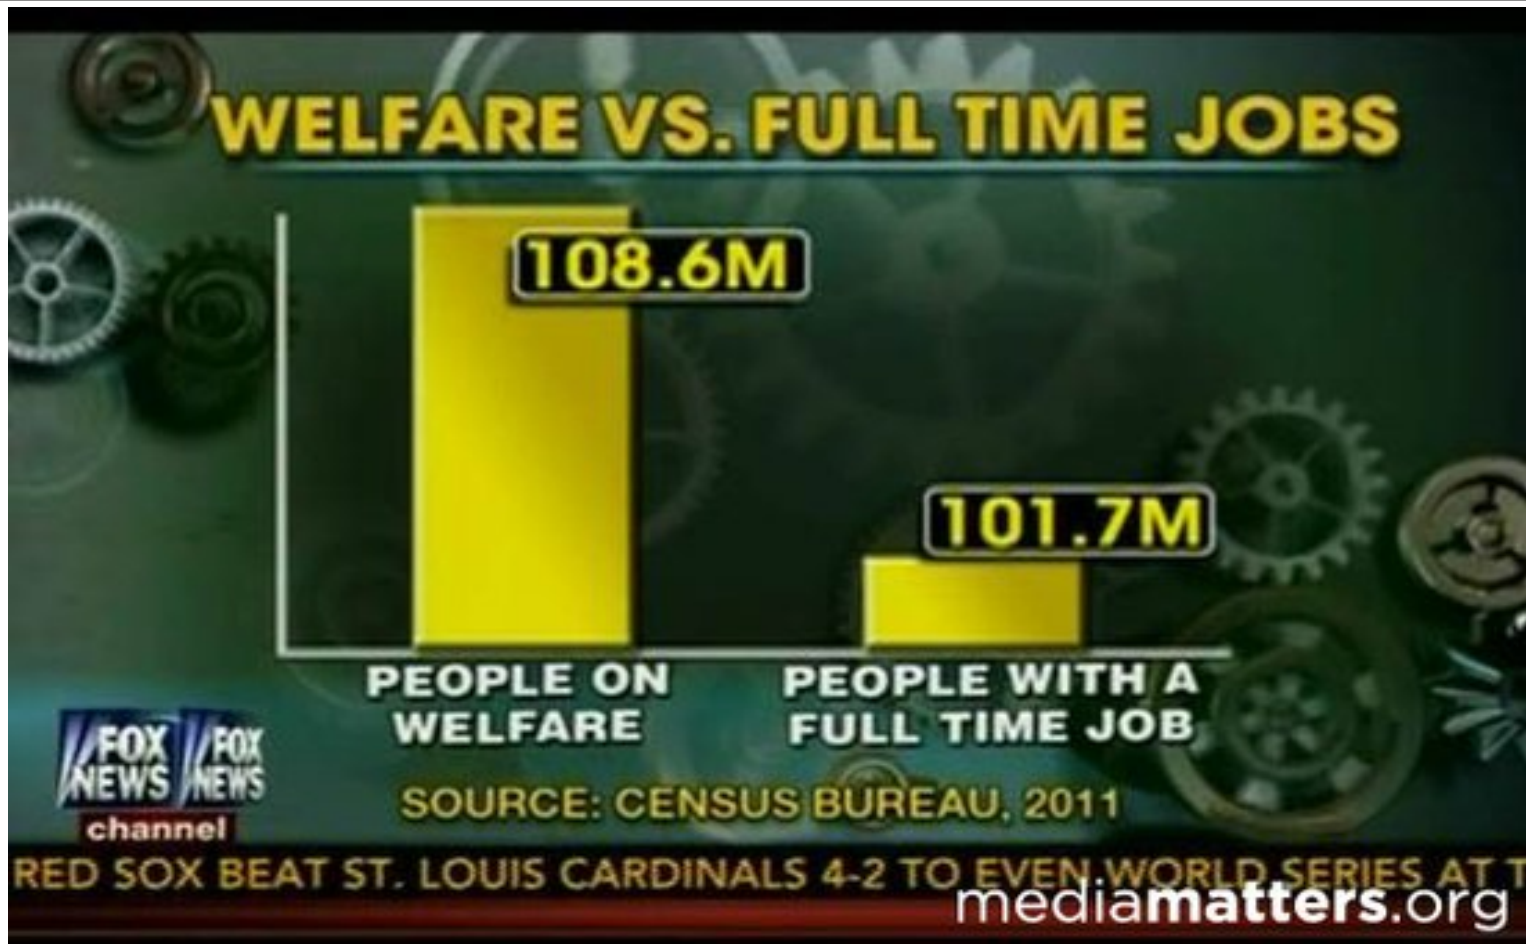 WELFARE VS. FULL TIME JOBS
108.6M
101.7M
PEOPLE ON
WELFARE
PEOPLE WITH A
FULL TIME JOB
FOX
NEWS
FOX
NEWS
channel
SOURCE: CENSUS BUREAU, 2011
RED SOX BEAT ST. LOUIS CARDINALS 4-2 TO EVEN WORLD SERIES AT T
mediamatters.org